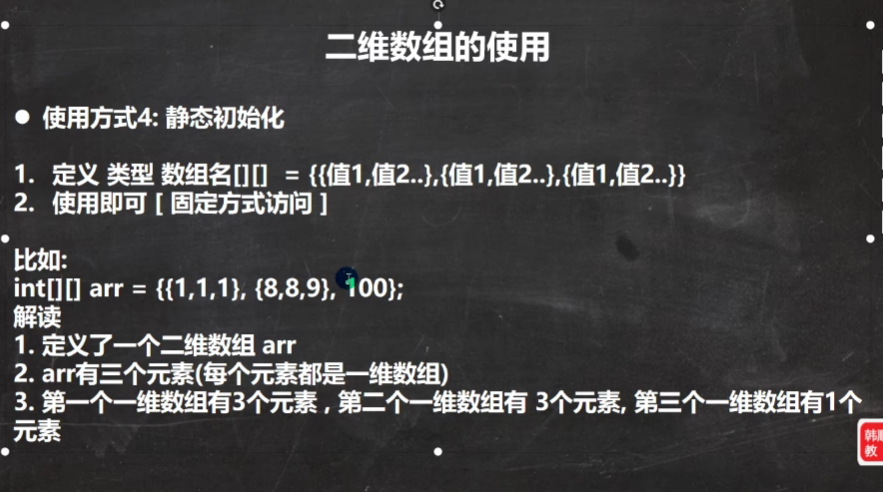 二维数组的使用
● 使用方式4: 静态初始化
1. 定义 类型 数组名[][] = {{值1,值2..},{值1,值2..},{值1,值2..}}
2. 使用即可 [ 固定方式访问 ]
比如:
int[][] arr = {{1,1,1}, {8,8,9}, 100};
解读
1. 定义了一个二维数组 arr
2. arr有三个元素(每个元素都是一维数组)
3. 第一个一维数组有3个元素 , 第二个一维数组有 3个元素, 第三个一维数组有1个
元素
韩顺
教